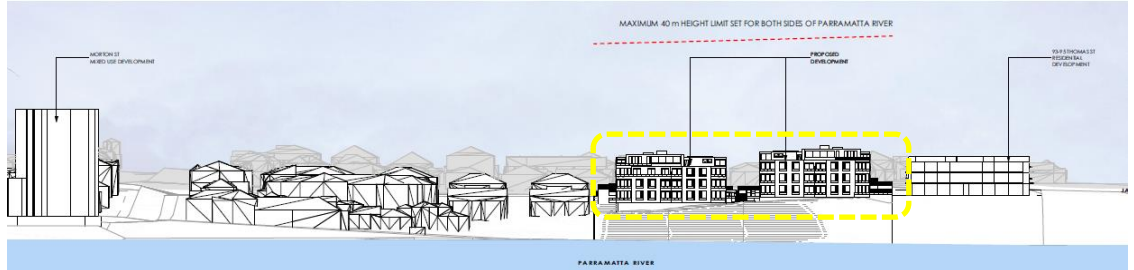 MAXIMUM 40 m HEIGHT LIMIT SET FOR BOTH SIDES OF PARRAMATTA RIVER
MORTON ST
MIXED USE DEVELOPMENT
PROPOSED
DEVELOPMENT
93-95 THOMAS ST
RESIDENTIAL
DEVELOPMENT
PARRAMATTA RIVER